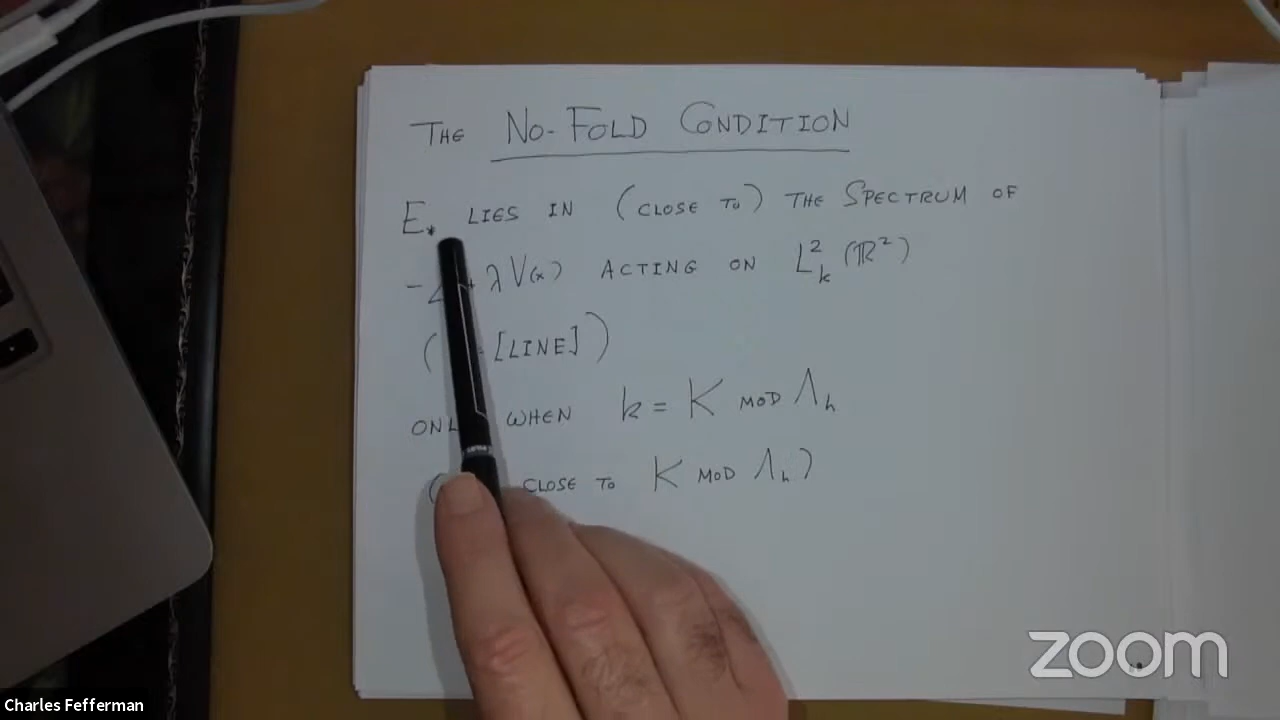 THE NO-FOLD CONDITION
E* LIES IN (CLOSE TO) THE SPECTRUM OF
- + λV(x) ACTING ON L²ₖ(ℝ²)
( [LINE])
WHEN k = K MOD Λₕ
( CLOSE TO K MOD Λₕ)
zoom
Charles Fefferman